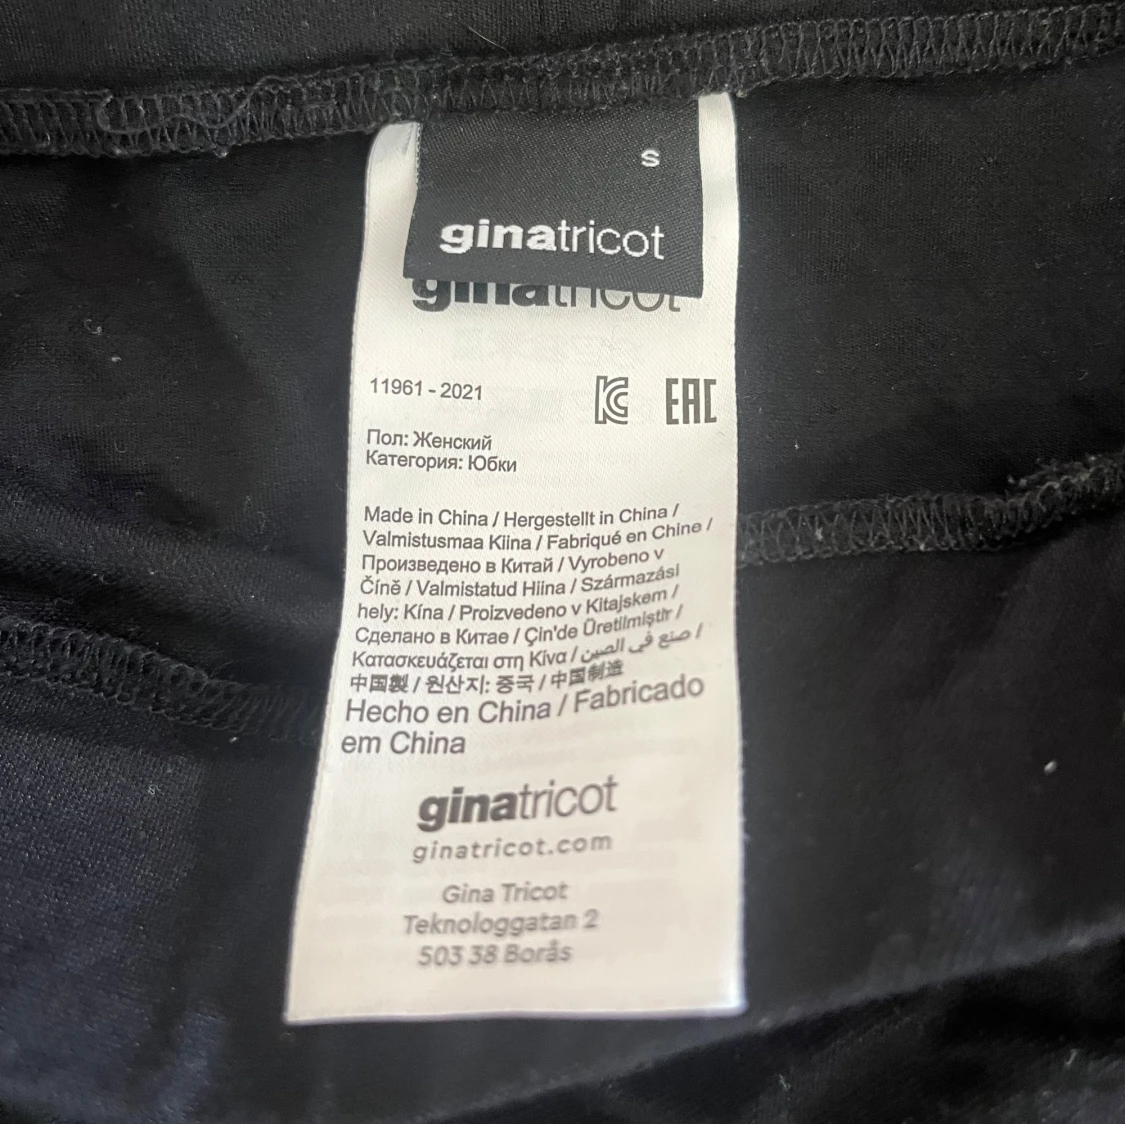 S
ginatricot
ginatricot
11961 - 2021
EAC
Пол: Женский
Категория: Юбки
Made in China / Hergestellt in China /
Valmistusmaa Kiina / Fabriqué en Chine /
Произведено в Китай / Vyrobeno v
Číně / Valmistatud Hiina / Származási
hely: Kína / Proizvedeno v Kitajskem /
Сделано в Китае / Çin'de Üretilmiştir /
Κατασκευάζεται στη Κίνα / صنع في الصين /
中国製 / 원산지: 중국 / 中国制造
Hecho en China / Fabricado
em China
ginatricot
ginatricot.com
Gina Tricot
Teknologgatan 2
503 38 Borås